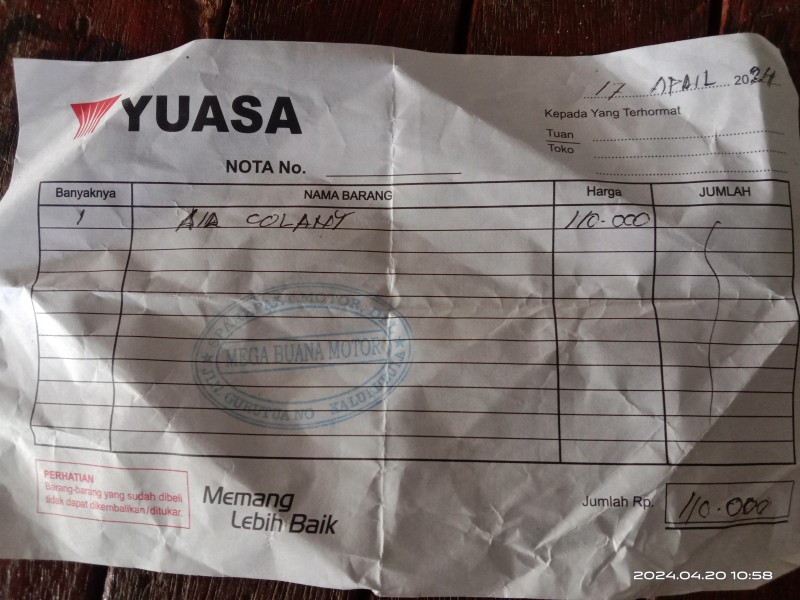 17 APRIL 2024
YUASA
Kepada Yang Terhormat
Tuan
Toko
NOTA No.
Banyaknya NAMA BARANG Harga JUMLAH
1 AIR COLANT 110.000
MEGA BUANA MOTOR
PERHATIAN
Barang-barang yang sudah dibeli
tidak dapat dikembalikan/ditukar.
Memang
Lebih Baik
Jumlah Rp. 110.000
2024.04.20 10:58